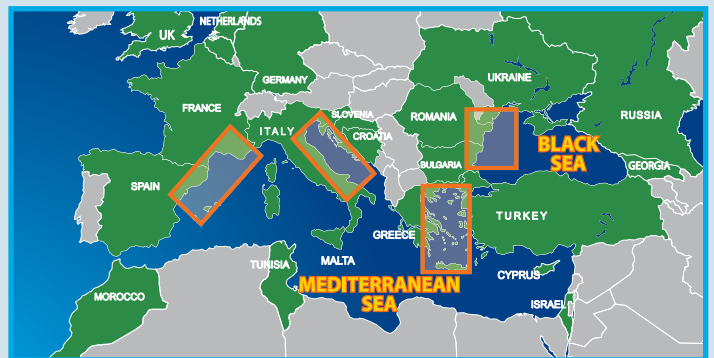 NETHERLANDS
UK
GERMANY
UKRAINE
FRANCE
SLOVENIA
ROMANIA
RUSSIA
ITALY
CROATIA
BLACK
SEA
BULGARIA
GEORGIA
SPAIN
TURKEY
GREECE
MALTA
TUNISIA
CYPRUS
MEDITERRANEAN
SEA
MOROCCO
ISRAEL